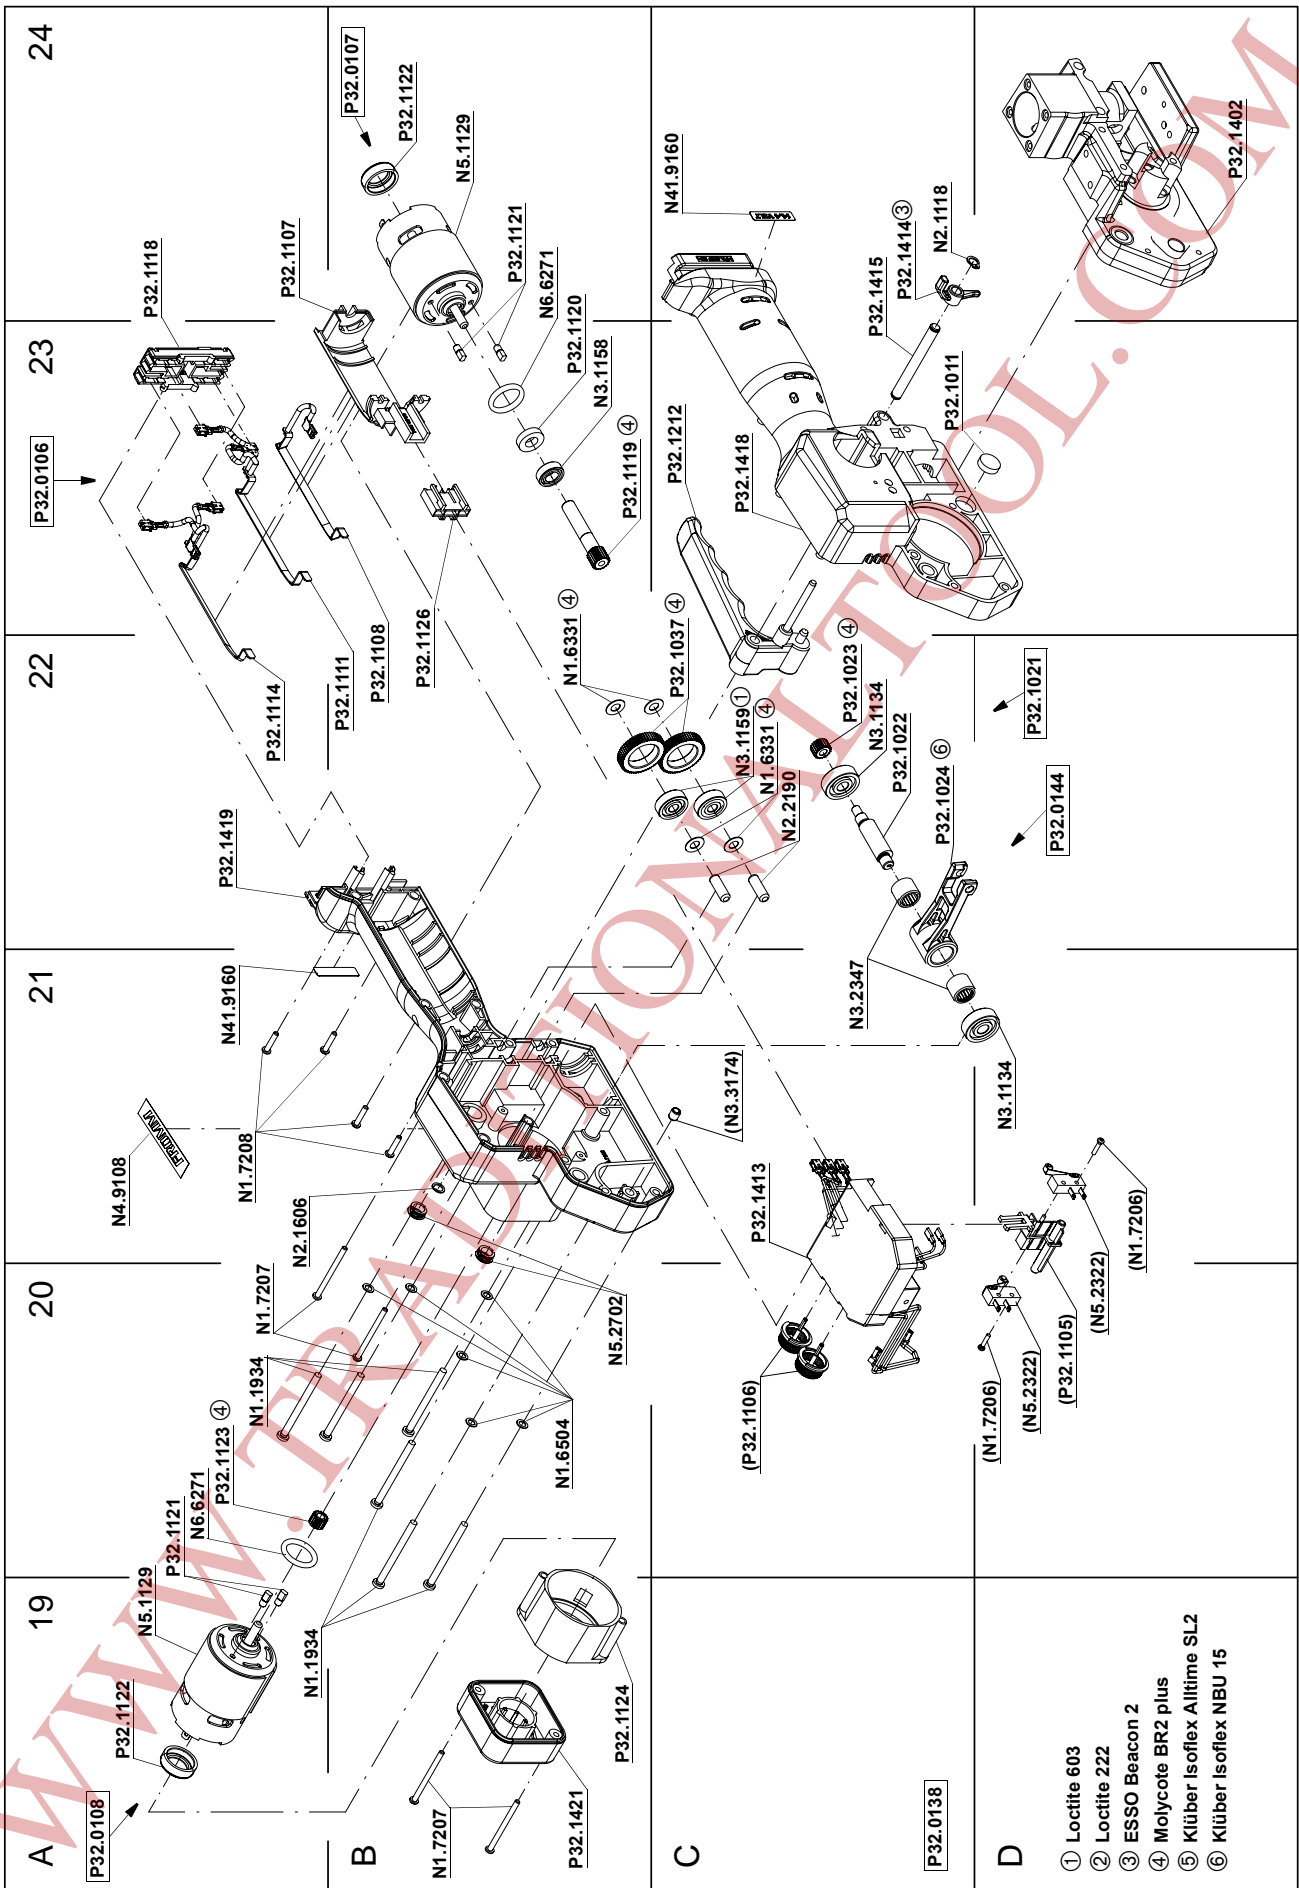 19
20
21
22
23
24
A
B
C
D
P32.0108
P32.1122
N5.1129
P32.1121
N6.6271
P32.1123 ④
N1.1934
N1.7207
N2.1606
N1.7208
N4.9108
FROMM
N41.9160
P32.1419
P32.1114
P32.1111
P32.1108
P32.1126
P32.0106
P32.1118
P32.1107
P32.0107
P32.1122
N5.1129
P32.1121
N6.6271
P32.1120
N3.1158
P32.1119 ④
N1.1934
N1.7207
P32.1421
P32.1124
N1.6504
N5.2702
(N3.3174)
N1.6331 ④
P32.1037 ④
N3.1159 ①
N1.6331 ④
N2.2190
P32.1212
P32.1418
N41.9160
14.4 VOLT
P32.1415
P32.1414 ③
N2.1118
P32.1011
P32.1402
P32.1023 ④
N3.1134
P32.1022
P32.1024 ⑥
P32.1021
P32.0144
N3.2347
N3.1134
P32.1413
(P32.1106)
(N1.7206)
(N5.2322)
(P32.1105)
(N5.2322)
(N1.7206)
P32.0138
① Loctite 603
② Loctite 222
③ ESSO Beacon 2
④ Molycote BR2 plus
⑤ Klüber Isoflex Alltime SL2
⑥ Klüber Isoflex NBU 15
WWW.TRADITIONALTOOL.COM